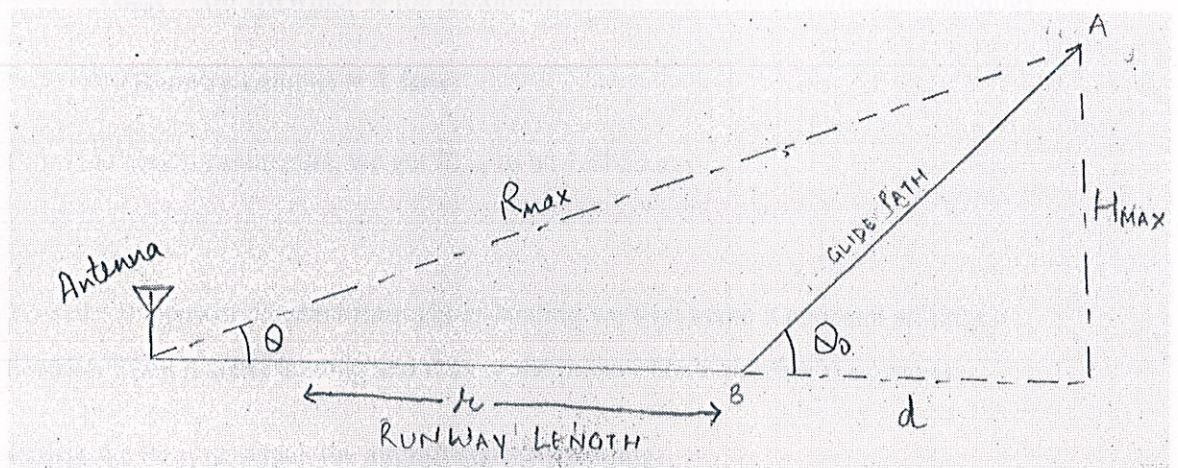 A
Rmax
GLIDE PATH
HMAX
Antenna
θ
θ₀
B
r
d
RUNWAY LENGTH